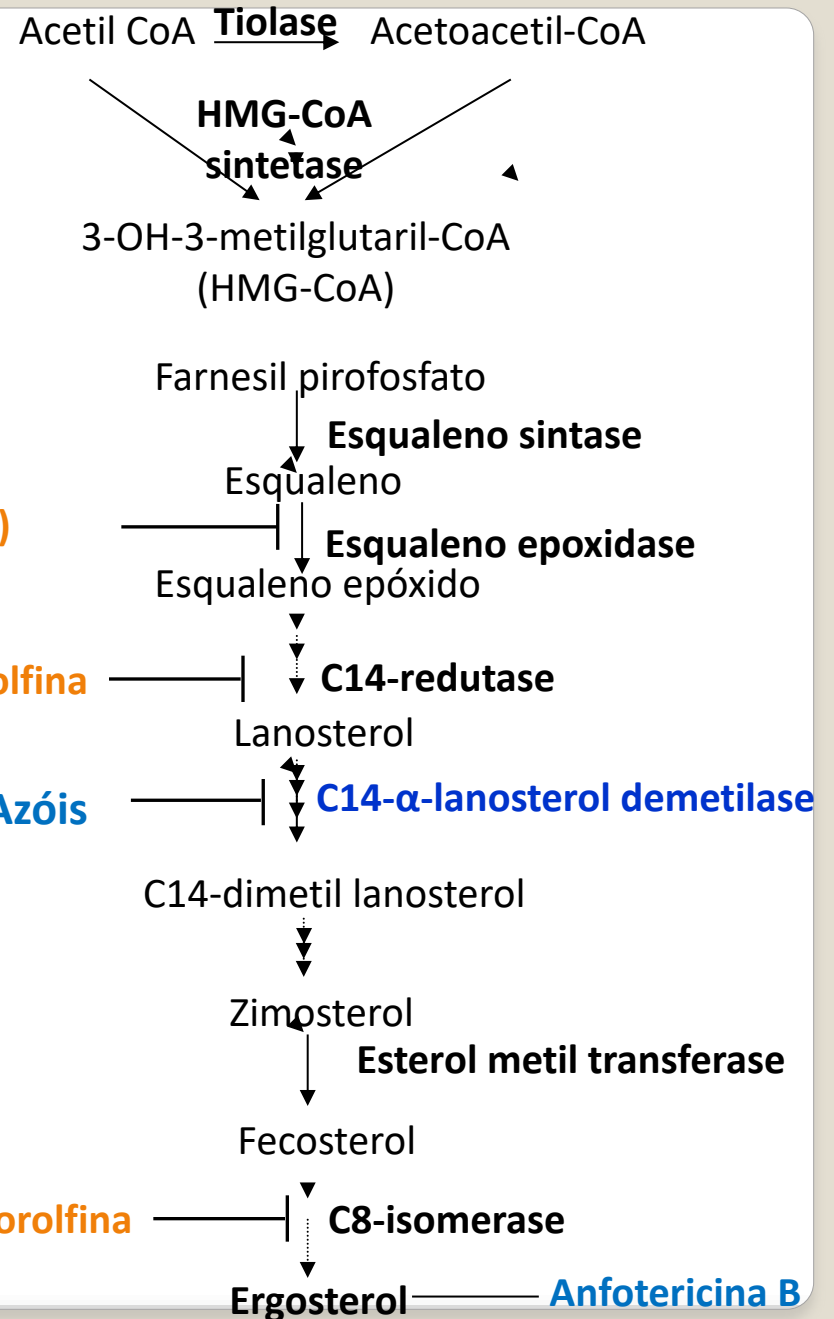 Acetil CoA Tiolase Acetoacetil-CoA
HMG-CoA
sintetase
3-OH-3-metilglutaril-CoA
(HMG-CoA)
Farnesil pirofosfato
Esqualeno sintase
Esqualeno
)
Esqualeno epoxidase
Esqualeno epóxido
olfina C14-redutase
Lanosterol
Azóis C14-α-lanosterol demetilase
C14-dimetil lanosterol
Zimosterol
Esterol metil transferase
Fecosterol
orolfina C8-isomerase
Ergosterol Anfotericina B